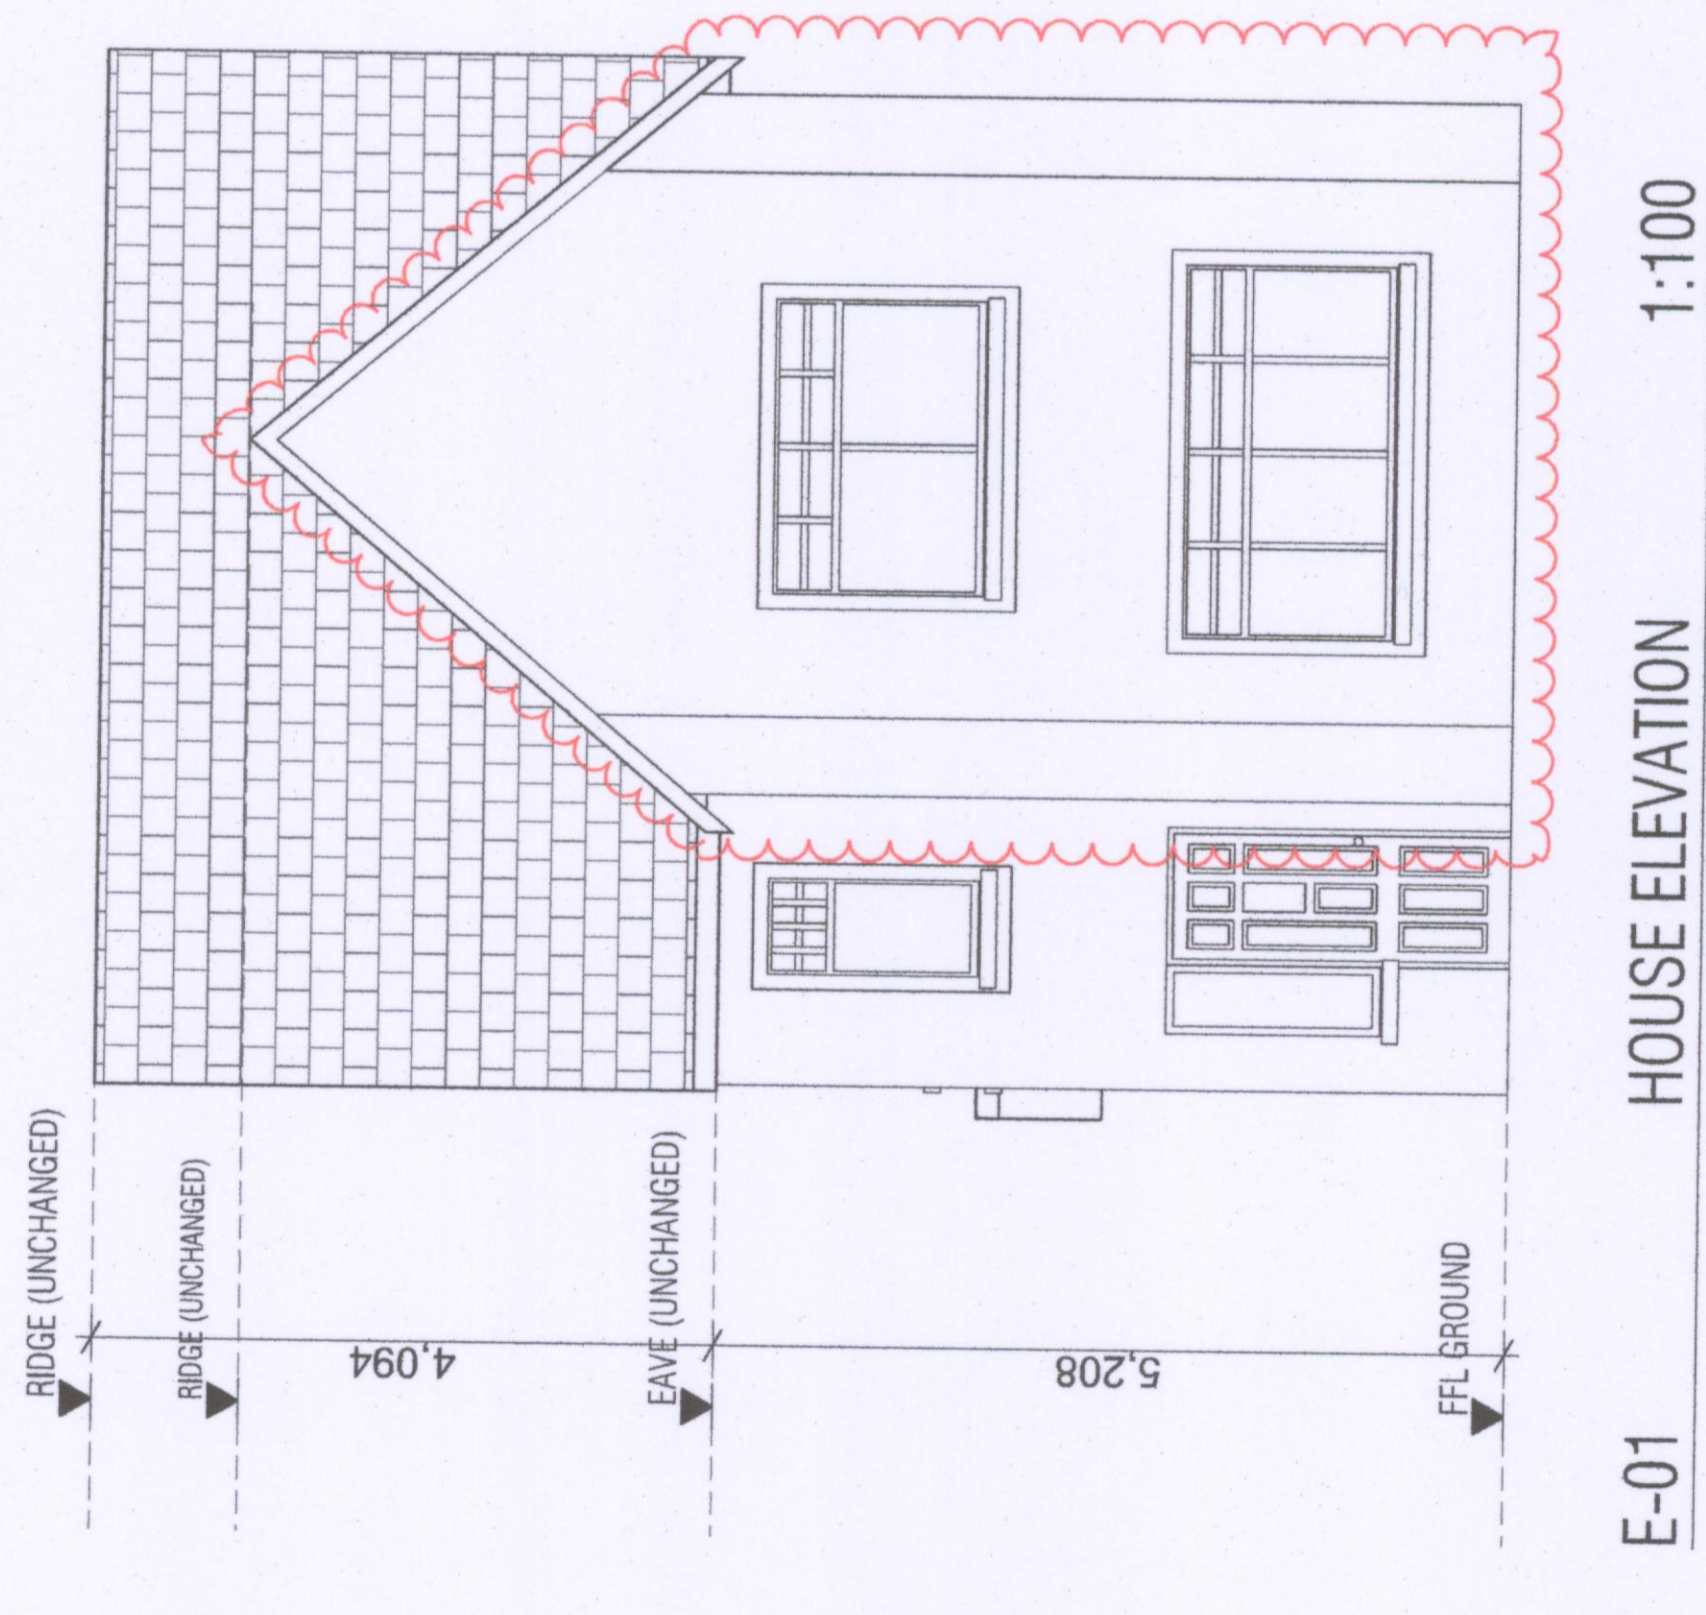 RIDGE (UNCHANGED)
RIDGE (UNCHANGED)
4,094
EAVE (UNCHANGED)
5,208
FFL GROUND
E-01 HOUSE ELEVATION 1:100